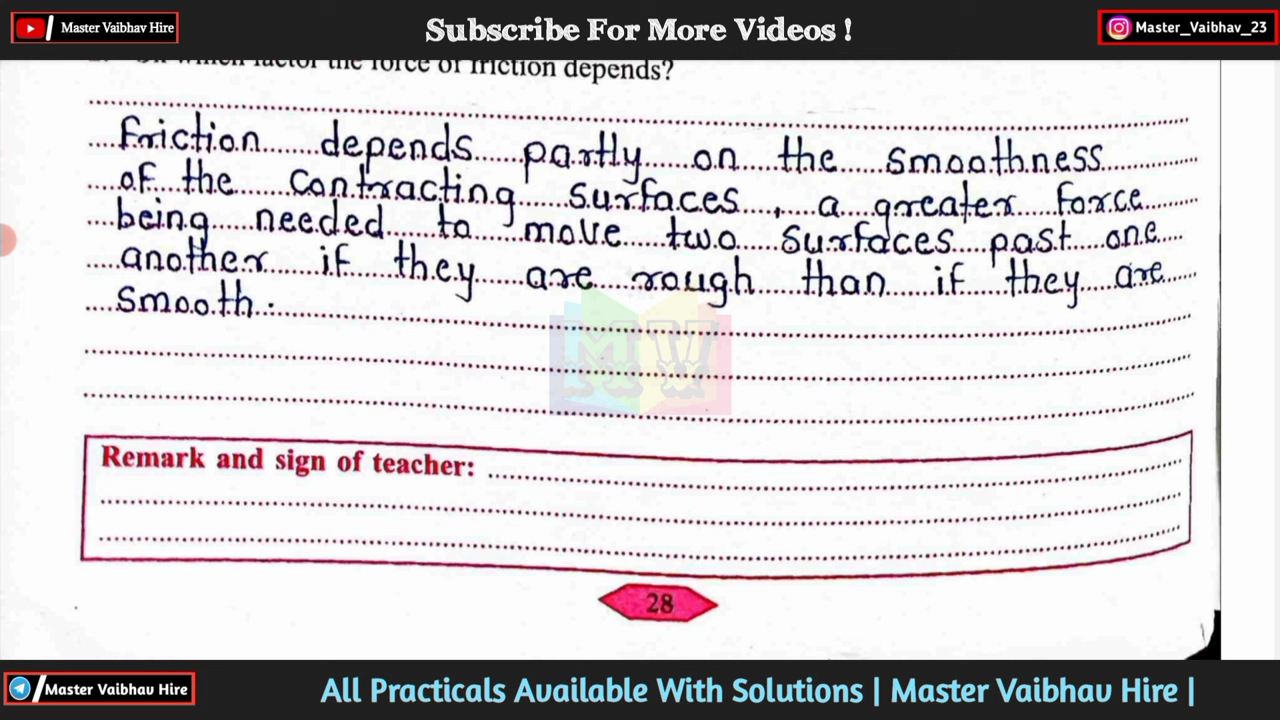 Master Vaibhav Hire
Subscribe For More Videos !
Master_Vaibhav_23
which factor the force of friction depends?
Friction depends partly on the smoothness
of the contracting surfaces, a greater force
being needed to move two surfaces past one
another if they are rough than if they are
smooth.
MV
Remark and sign of teacher:
28
Master Vaibhav Hire
All Practicals Available With Solutions | Master Vaibhav Hire |